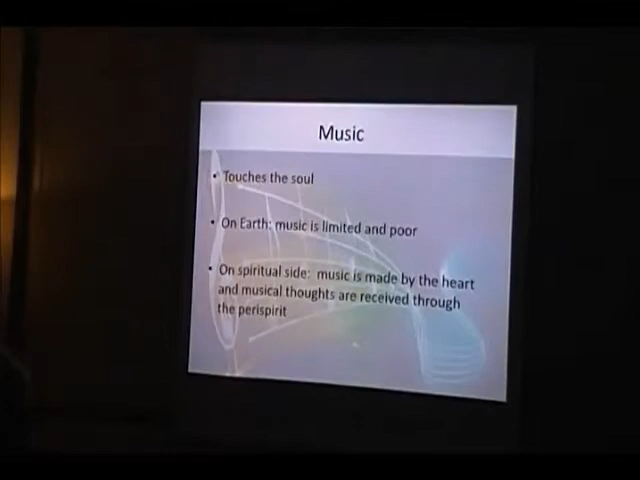 Music
• Touches the soul
• On Earth: music is limited and poor
• On spiritual side: music is made by the heart
and musical thoughts are received through
the perispirit